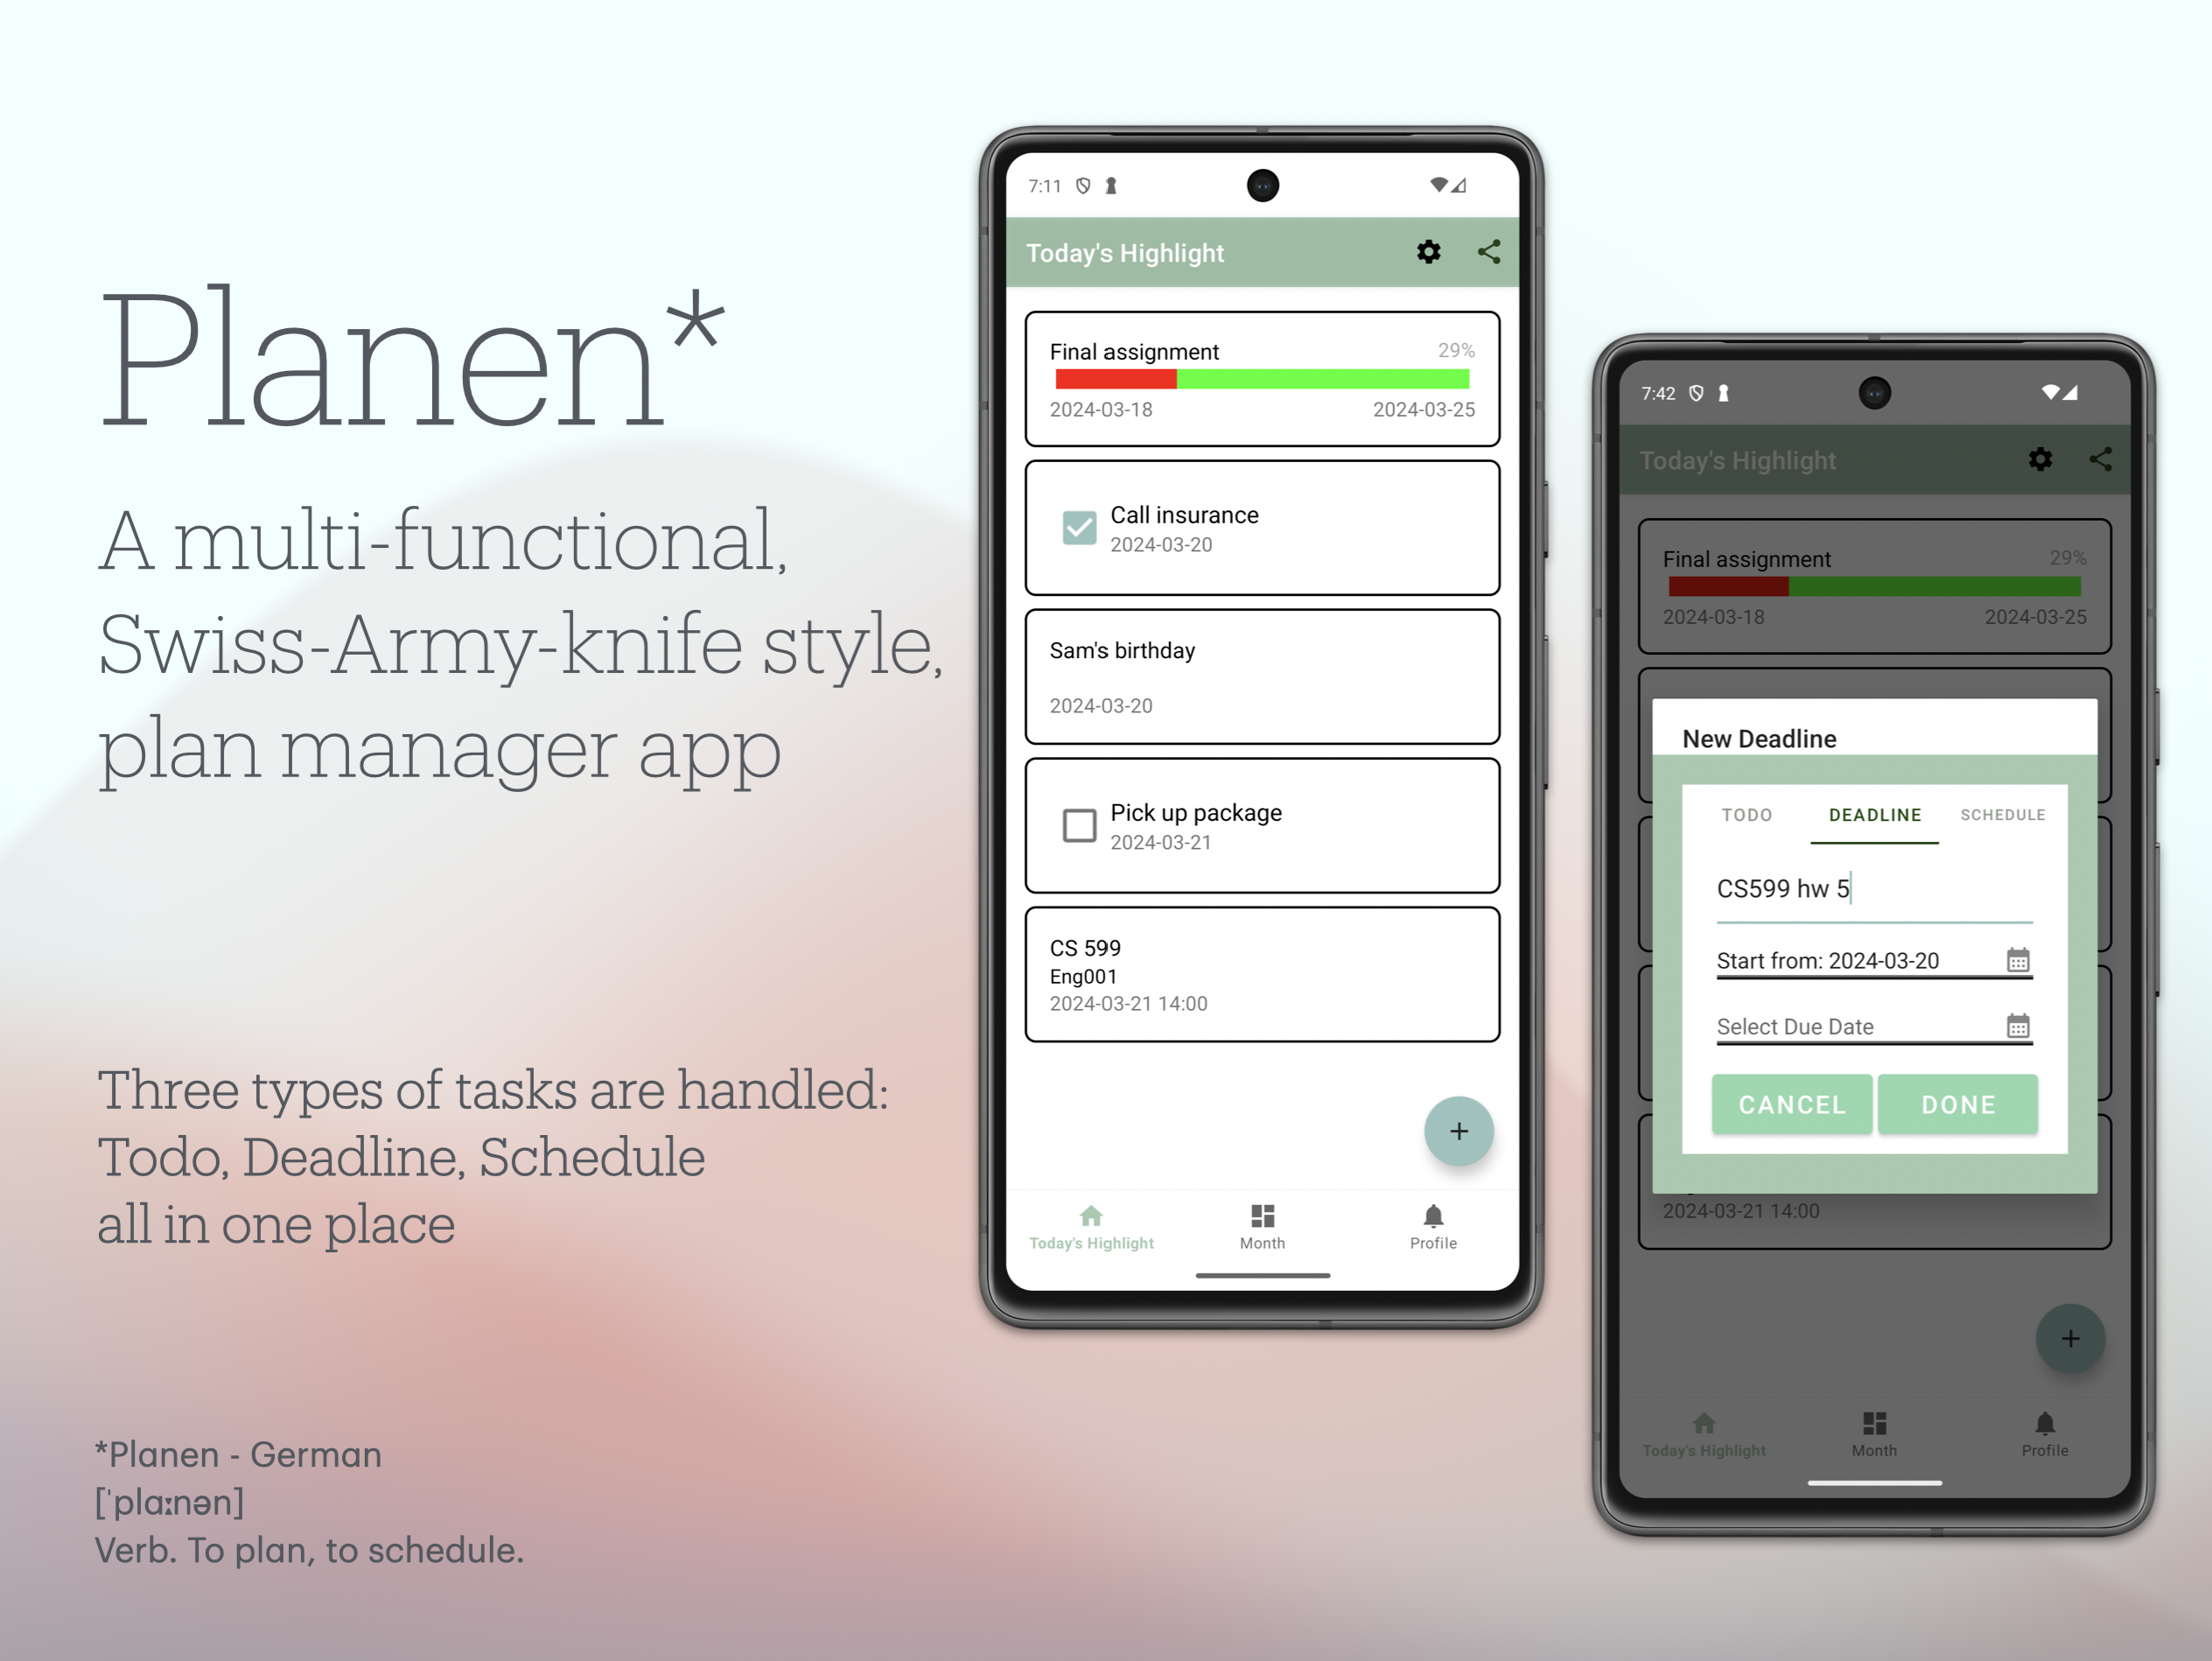 Planen*
A multi-functional,
Swiss-Army-knife style,
plan manager app
Three types of tasks are handled:
Todo, Deadline, Schedule
all in one place
*Planen - German
[ˈplaːnən]
Verb. To plan, to schedule.
7:11
Today's Highlight
Final assignment 29%
2024-03-18 2024-03-25
Call insurance
2024-03-20
Sam's birthday
2024-03-20
Pick up package
2024-03-21
CS 599
Eng001
2024-03-21 14:00
+
Today's Highlight Month Profile
7:42
Today's Highlight
Final assignment 29%
2024-03-18 2024-03-25
New Deadline
TODO DEADLINE SCHEDULE
CS599 hw 5
Start from: 2024-03-20
Select Due Date
CANCEL DONE
2024-03-21 14:00
+
Today's Highlight Month Profile